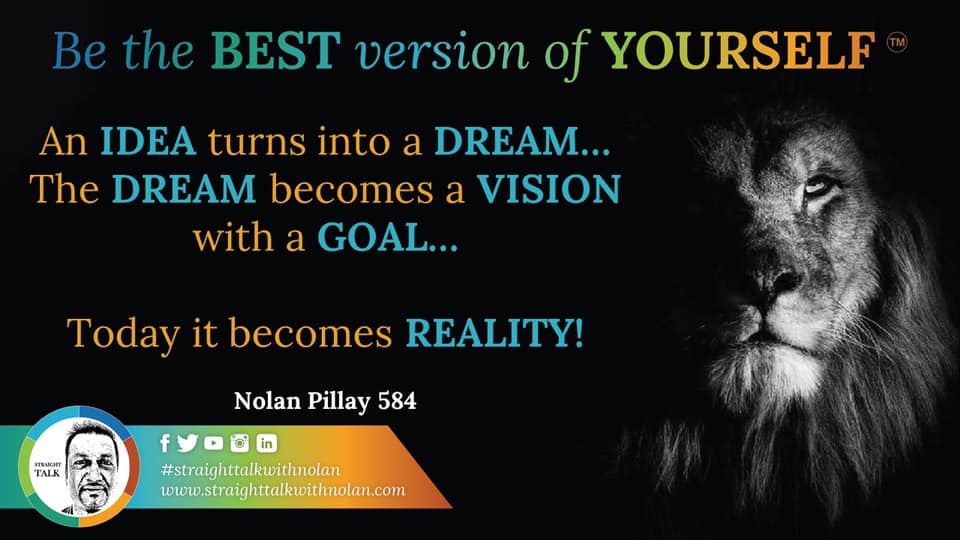 Be the BEST version of YOURSELF ™
An IDEA turns into a DREAM...
The DREAM becomes a VISION
with a GOAL...
Today it becomes REALITY!
Nolan Pillay 584
STRAIGHT
TALK
#straighttalkwithnolan
www.straighttalkwithnolan.com